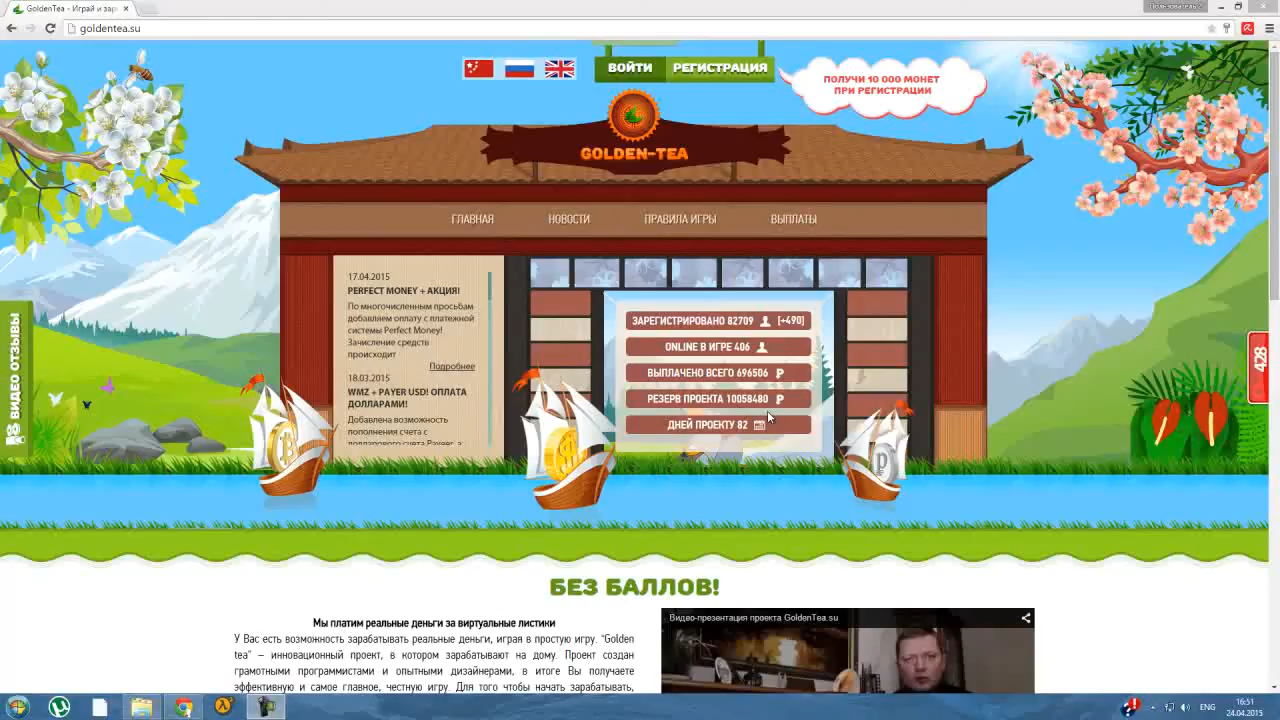 GoldenTea - Играй и зар
Пользователь 2
goldentea.su
ВОЙТИ
РЕГИСТРАЦИЯ
ПОЛУЧИ 10 000 МОНЕТ
ПРИ РЕГИСТРАЦИИ
GOLDEN-TEA
ГЛАВНАЯ
НОВОСТИ
ПРАВИЛА ИГРЫ
ВЫПЛАТЫ
17.04.2015
PERFECT MONEY + АКЦИЯ!
По многочисленным просьбам
добавляем оплату с платежной
системы Perfect Money!
Зачисление средств
происходит
Подробнее
18.03.2015
WMZ + PAYER USD! ОПЛАТА
ДОЛЛАРАМИ!
Добавлена возможность
пополнения счета с
долларового счета Payeer, а
ЗАРЕГИСТРИРОВАНО 82709 [+490]
ONLINE В ИГРЕ 406
ВЫПЛАЧЕНО ВСЕГО 696506 ₽
РЕЗЕРВ ПРОЕКТА 10058480 ₽
ДНЕЙ ПРОЕКТУ 82
ВИДЕО ОТЗЫВЫ
428
БЕЗ БАЛЛОВ!
Мы платим реальные деньги за виртуальные листики
У Вас есть возможность зарабатывать реальные деньги, играя в простую игру. "Golden
tea" – инновационный проект, в котором зарабатывают на дому. Проект создан
грамотными программистами и опытными дизайнерами, в итоге Вы получаете
эффективную и самое главное, честную игру. Для того чтобы начать зарабатывать,
Видео-презентация проекта GoldenTea.su
ENG
16:51
24.04.2015